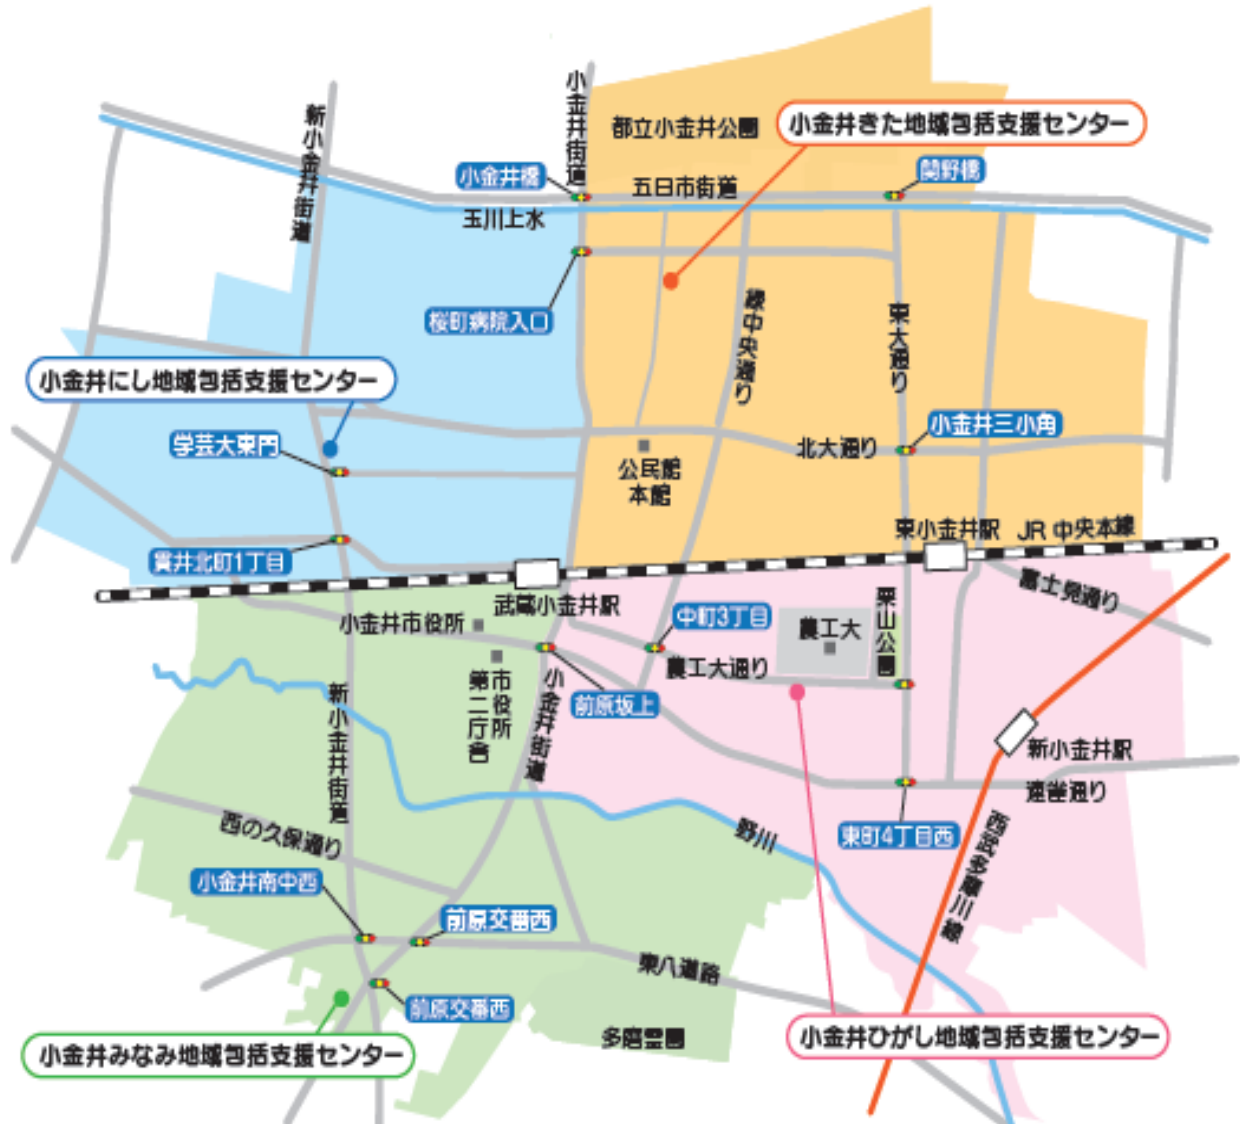 小金井街道
新小金井街道
都立小金井公園
小金井きた地域包括支援センター
小金井橋
五日市街道
関野橋
玉川上水
桜町病院入口
緑中央通り
東大通り
小金井にし地域包括支援センター
学芸大東門
小金井三小角
北大通り
公民館
本館
貫井北町1丁目
東小金井駅
JR 中央本線
武蔵小金井駅
小金井市役所
中町3丁目
農工大
栗山公園
富士見通り
農工大通り
市役所
第二庁舎
前原坂上
小金井街道
新小金井街道
新小金井駅
連雀通り
西の久保通り
野川
東町4丁目西
西武多摩川線
小金井南中西
前原交番西
東八道路
前原交番西
多磨霊園
小金井みなみ地域包括支援センター
小金井ひがし地域包括支援センター